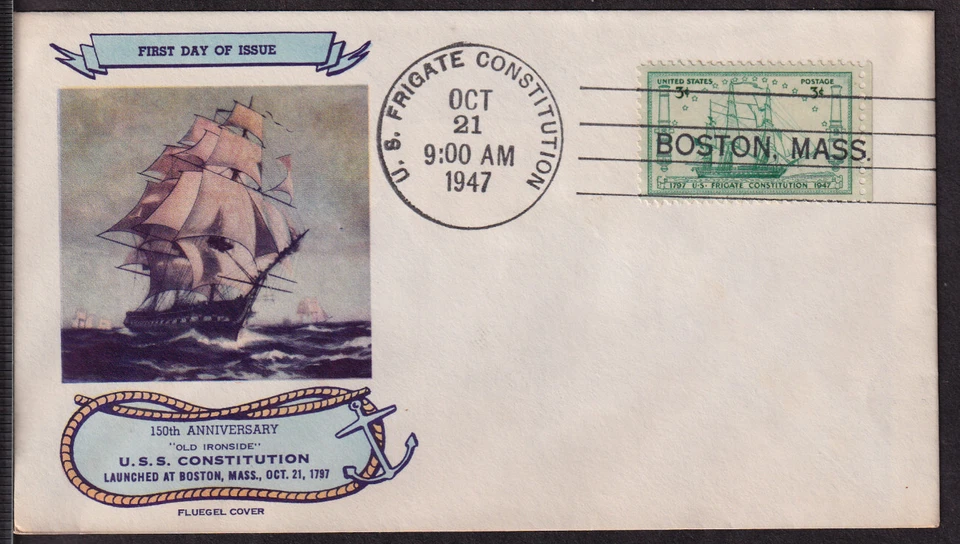 FIRST DAY OF ISSUE
U. S. FRIGATE CONSTITUTION
OCT
21
9:00 AM
1947
UNITED STATES POSTAGE
3¢ 3¢
BOSTON, MASS.
1797 U·S· FRIGATE CONSTITUTION 1947
150th ANNIVERSARY
"OLD IRONSIDE"
U.S.S. CONSTITUTION
LAUNCHED AT BOSTON, MASS., OCT. 21, 1797
FLUEGEL COVER